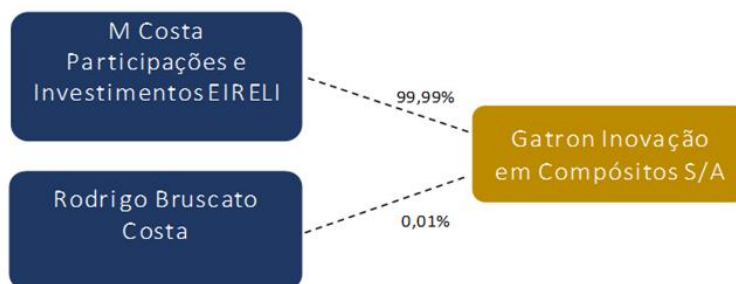 M Costa
Participações e
Investimentos EIRELI
99,99%
Gatron Inovação
em Compósitos S/A
Rodrigo Bruscato
Costa
0,01%